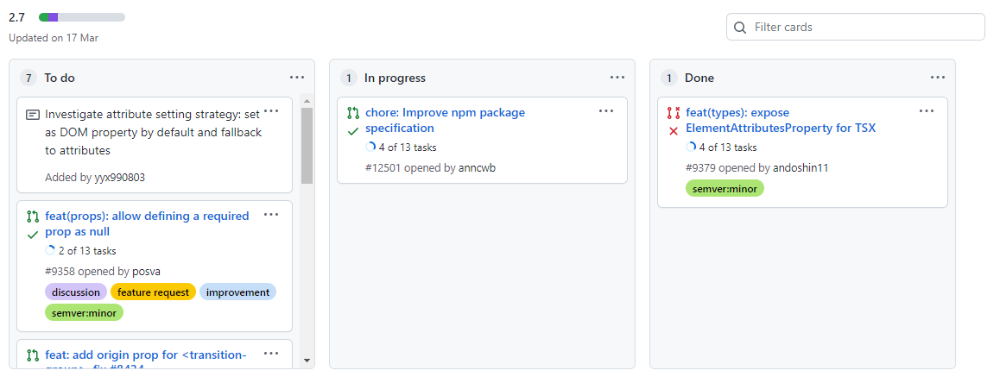 2.7
Updated on 17 Mar
Filter cards
7 To do
Investigate attribute setting strategy: set
as DOM property by default and fallback
to attributes
Added by yyx990803
feat(props): allow defining a required
prop as null
2 of 13 tasks
#9358 opened by posva
discussion feature request improvement
semver:minor
feat: add origin prop for <transition-
group>, fix #8424
1 In progress
chore: Improve npm package
specification
4 of 13 tasks
#12501 opened by anncwb
1 Done
feat(types): expose
ElementAttributesProperty for TSX
4 of 13 tasks
#9379 opened by andoshin11
semver:minor